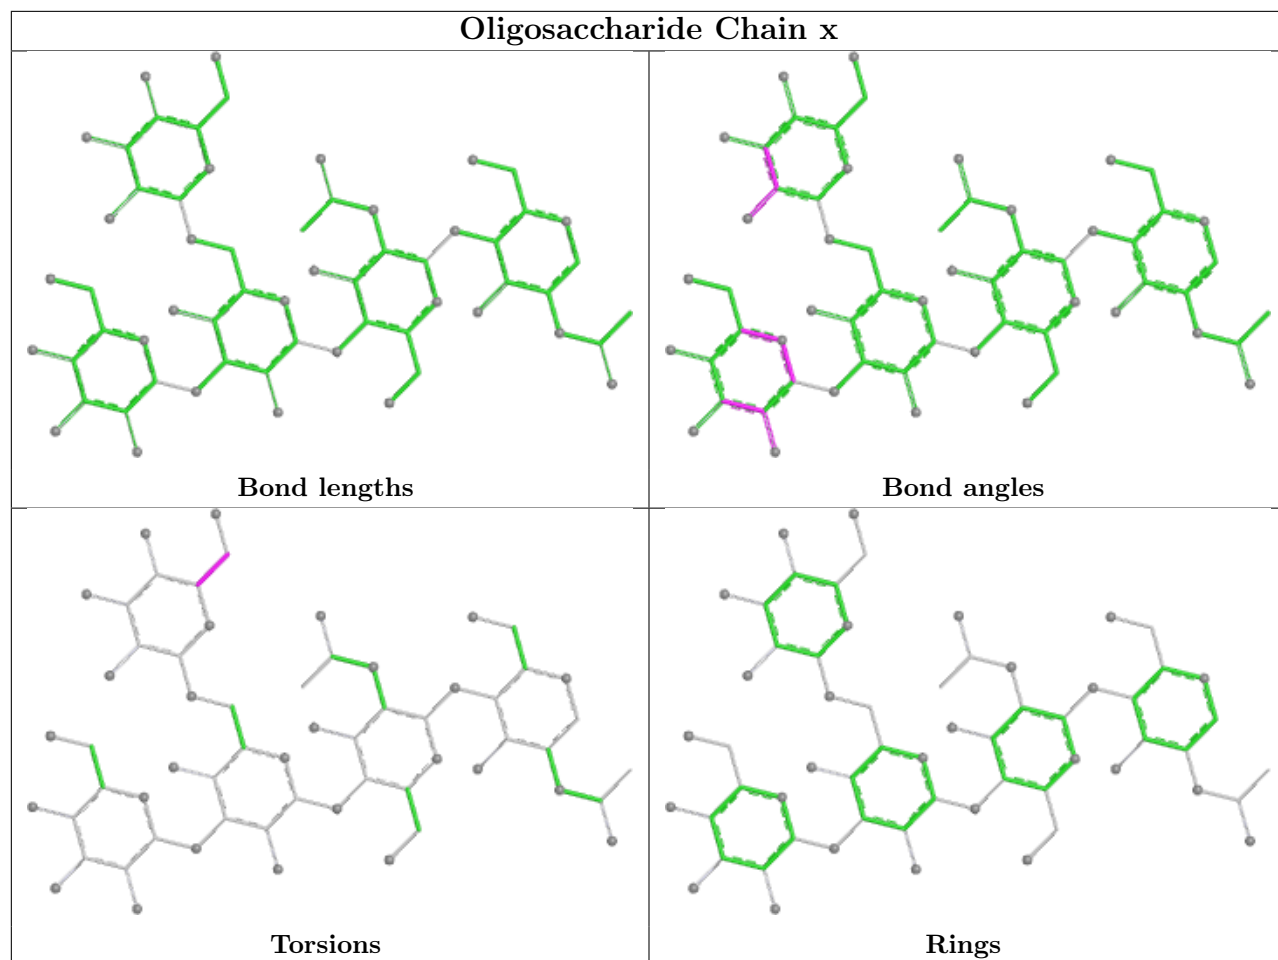 Oligosaccharide Chain x
Bond lengths
Bond angles
Torsions
Rings